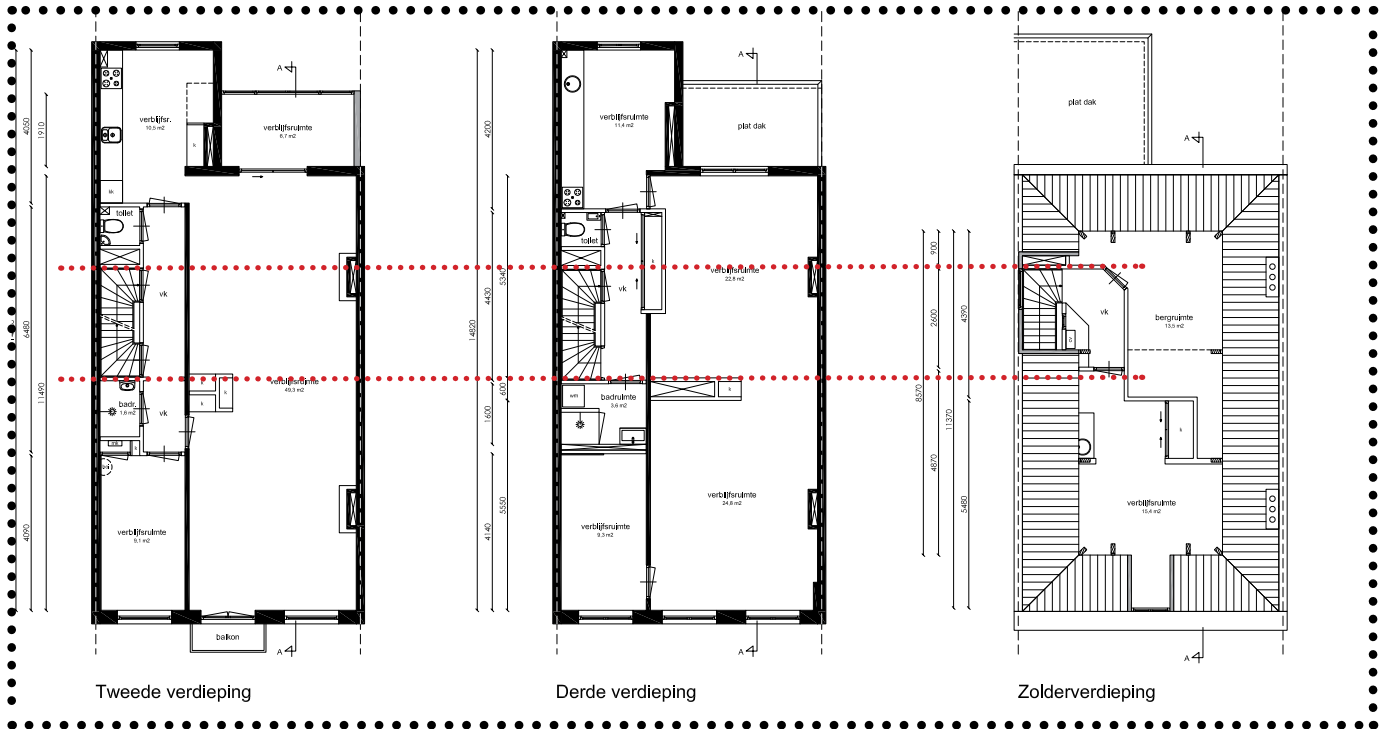 A
verblijfsr.
10,5 m2
verblijfsruimte
6,7 m2
k
kk
toilet
vk
verblijfsruimte
49,3 m2
k
k
badr.
1,6 m2
vk
mk
k
verblijfsruimte
9,1 m2
balkon
A
4050
1910
6480
11490
4090
Tweede verdieping
A
verblijfsruimte
11,4 m2
plat dak
toilet
k
vk
verblijfsruimte
22,8 m2
k
wm
badruimte
3,6 m2
verblijfsruimte
24,8 m2
verblijfsruimte
9,3 m2
A
4200
5340
4430
14820
600
1600
5550
4140
Derde verdieping
plat dak
A
vk
cv
bergruimte
13,5 m2
k
verblijfsruimte
15,4 m2
A
900
2600
4390
8570
11370
4870
5480
Zolderverdieping